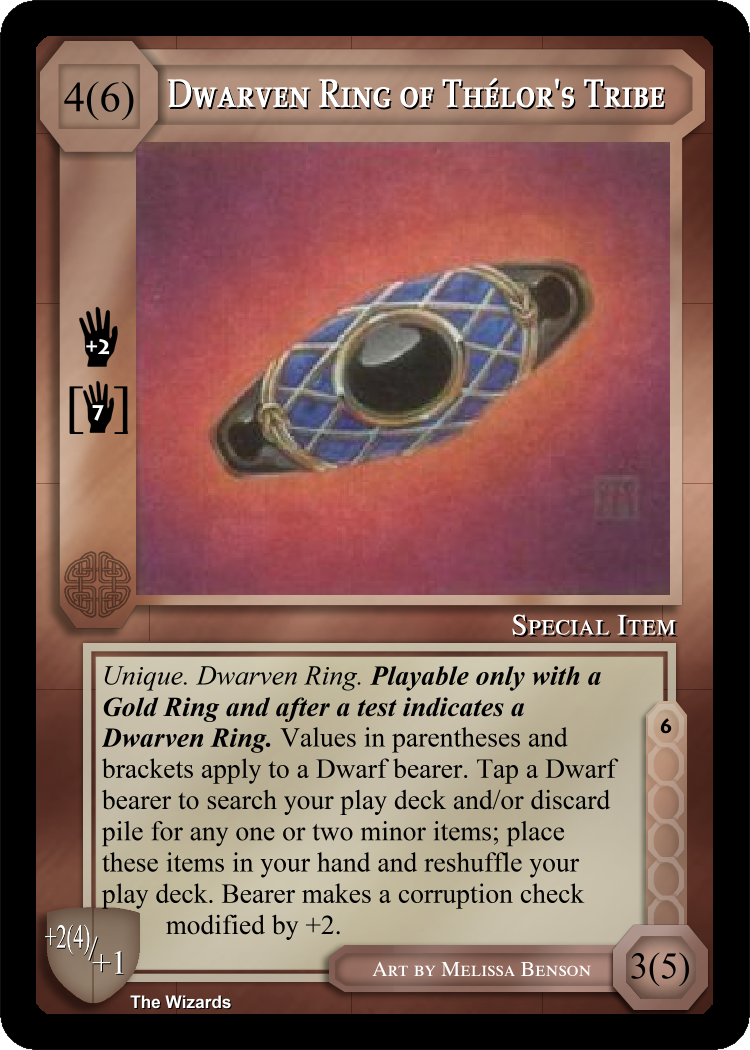 4(6)
Dwarven Ring of Thélor's Tribe
+2
[7]
Special Item
Unique. Dwarven Ring. Playable only with a
Gold Ring and after a test indicates a
Dwarven Ring. Values in parentheses and
brackets apply to a Dwarf bearer. Tap a Dwarf
bearer to search your play deck and/or discard
pile for any one or two minor items; place
these items in your hand and reshuffle your
play deck. Bearer makes a corruption check
modified by +2.
6
+2(4)/+1
Art by Melissa Benson
3(5)
The Wizards